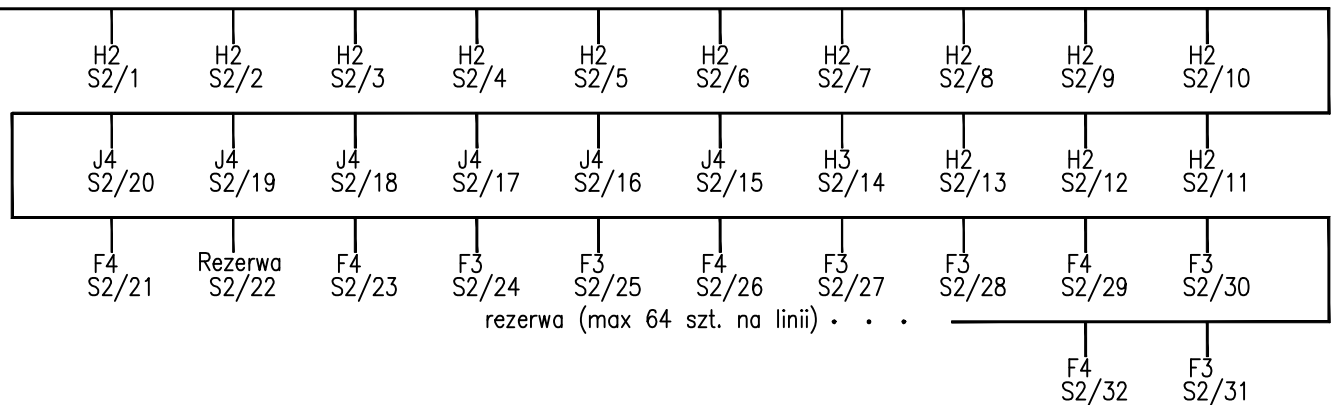 H2 H2 H2 H2 H2 H2 H2 H2 H2 H2
S2/1 S2/2 S2/3 S2/4 S2/5 S2/6 S2/7 S2/8 S2/9 S2/10
J4 J4 J4 J4 J4 J4 H3 H2 H2 H2
S2/20 S2/19 S2/18 S2/17 S2/16 S2/15 S2/14 S2/13 S2/12 S2/11
F4 Rezerwa F4 F3 F3 F4 F3 F3 F4 F3
S2/21 S2/22 S2/23 S2/24 S2/25 S2/26 S2/27 S2/28 S2/29 S2/30
rezerwa (max 64 szt. na linii) · · ·
F4 F3
S2/32 S2/31